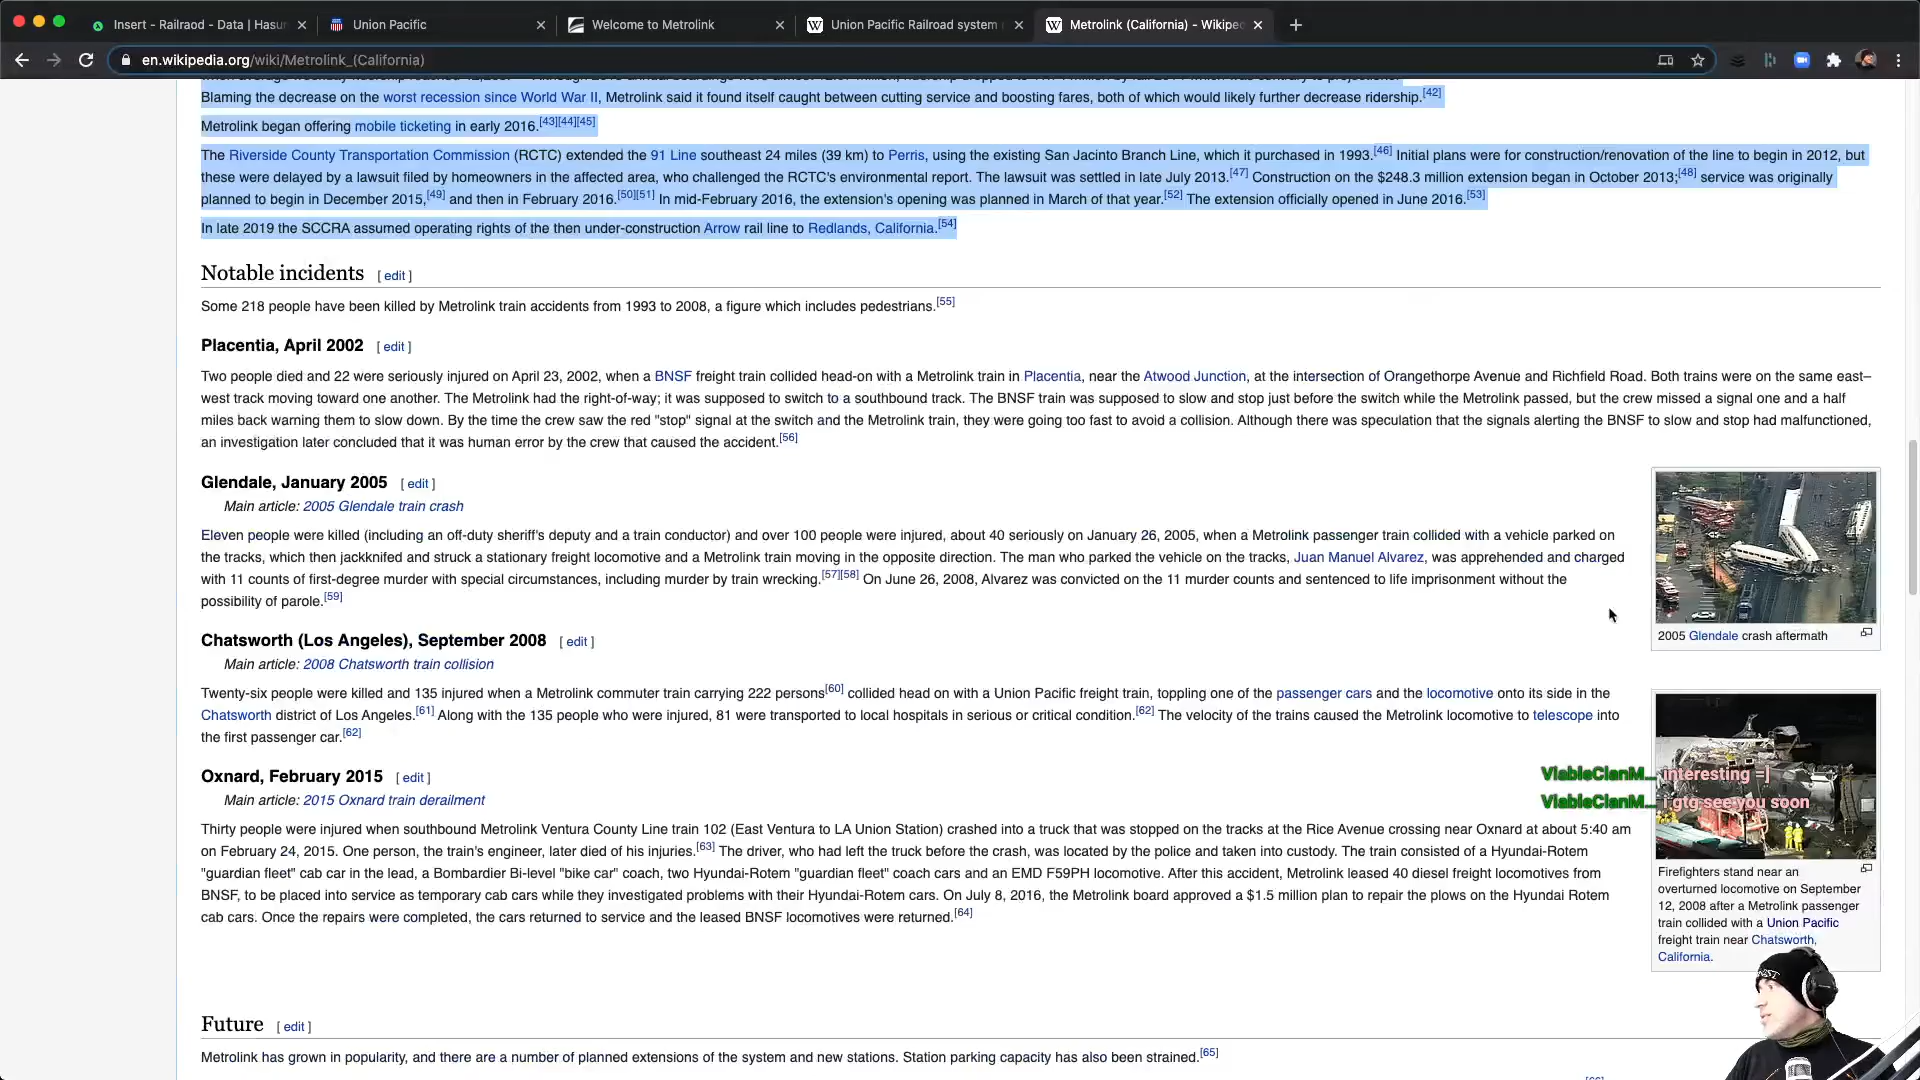 Insert - Railraod - Data | Hasu
Union Pacific
Welcome to Metrolink
Union Pacific Railroad system
Metrolink (California) - Wikiped
en.wikipedia.org/wiki/Metrolink_(California)
Blaming the decrease on the worst recession since World War II, Metrolink said it found itself caught between cutting service and boosting fares, both of which would likely further decrease ridership.[42]
Metrolink began offering mobile ticketing in early 2016.[43][44][45]
The Riverside County Transportation Commission (RCTC) extended the 91 Line southeast 24 miles (39 km) to Perris, using the existing San Jacinto Branch Line, which it purchased in 1993.[46] Initial plans were for construction/renovation of the line to begin in 2012, but
these were delayed by a lawsuit filed by homeowners in the affected area, who challenged the RCTC's environmental report. The lawsuit was settled in late July 2013.[47] Construction on the $248.3 million extension began in October 2013;[48] service was originally
planned to begin in December 2015,[49] and then in February 2016.[50][51] In mid-February 2016, the extension's opening was planned in March of that year.[52] The extension officially opened in June 2016.[53]
In late 2019 the SCCRA assumed operating rights of the then under-construction Arrow rail line to Redlands, California.[54]
Notable incidents [ edit ]
Some 218 people have been killed by Metrolink train accidents from 1993 to 2008, a figure which includes pedestrians.[55]
Placentia, April 2002 [ edit ]
Two people died and 22 were seriously injured on April 23, 2002, when a BNSF freight train collided head-on with a Metrolink train in Placentia, near the Atwood Junction, at the intersection of Orangethorpe Avenue and Richfield Road. Both trains were on the same east–
west track moving toward one another. The Metrolink had the right-of-way; it was supposed to switch to a southbound track. The BNSF train was supposed to slow and stop just before the switch while the Metrolink passed, but the crew missed a signal one and a half
miles back warning them to slow down. By the time the crew saw the red "stop" signal at the switch and the Metrolink train, they were going too fast to avoid a collision. Although there was speculation that the signals alerting the BNSF to slow and stop had malfunctioned,
an investigation later concluded that it was human error by the crew that caused the accident.[56]
Glendale, January 2005 [ edit ]
Main article: 2005 Glendale train crash
Eleven people were killed (including an off-duty sheriff's deputy and a train conductor) and over 100 people were injured, about 40 seriously on January 26, 2005, when a Metrolink passenger train collided with a vehicle parked on
the tracks, which then jackknifed and struck a stationary freight locomotive and a Metrolink train moving in the opposite direction. The man who parked the vehicle on the tracks, Juan Manuel Alvarez, was apprehended and charged
with 11 counts of first-degree murder with special circumstances, including murder by train wrecking.[57][58] On June 26, 2008, Alvarez was convicted on the 11 murder counts and sentenced to life imprisonment without the
possibility of parole.[59]
2005 Glendale crash aftermath
Chatsworth (Los Angeles), September 2008 [ edit ]
Main article: 2008 Chatsworth train collision
Twenty-six people were killed and 135 injured when a Metrolink commuter train carrying 222 persons[60] collided head on with a Union Pacific freight train, toppling one of the passenger cars and the locomotive onto its side in the
Chatsworth district of Los Angeles.[61] Along with the 135 people who were injured, 81 were transported to local hospitals in serious or critical condition.[62] The velocity of the trains caused the Metrolink locomotive to telescope into
the first passenger car.[62]
Oxnard, February 2015 [ edit ]
Main article: 2015 Oxnard train derailment
Thirty people were injured when southbound Metrolink Ventura County Line train 102 (East Ventura to LA Union Station) crashed into a truck that was stopped on the tracks at the Rice Avenue crossing near Oxnard at about 5:40 am
on February 24, 2015. One person, the train's engineer, later died of his injuries.[63] The driver, who had left the truck before the crash, was located by the police and taken into custody. The train consisted of a Hyundai-Rotem
"guardian fleet" cab car in the lead, a Bombardier Bi-level "bike car" coach, two Hyundai-Rotem "guardian fleet" coach cars and an EMD F59PH locomotive. After this accident, Metrolink leased 40 diesel freight locomotives from
BNSF, to be placed into service as temporary cab cars while they investigated problems with their Hyundai-Rotem cars. On July 8, 2016, the Metrolink board approved a $1.5 million plan to repair the plows on the Hyundai Rotem
cab cars. Once the repairs were completed, the cars returned to service and the leased BNSF locomotives were returned.[64]
ViableClanM... interesting =]
ViableClanM... i gtg see you soon
Firefighters stand near an
overturned locomotive on September
12, 2008 after a Metrolink passenger
train collided with a Union Pacific
freight train near Chatsworth,
California.
Future [ edit ]
Metrolink has grown in popularity, and there are a number of planned extensions of the system and new stations. Station parking capacity has also been strained.[65]